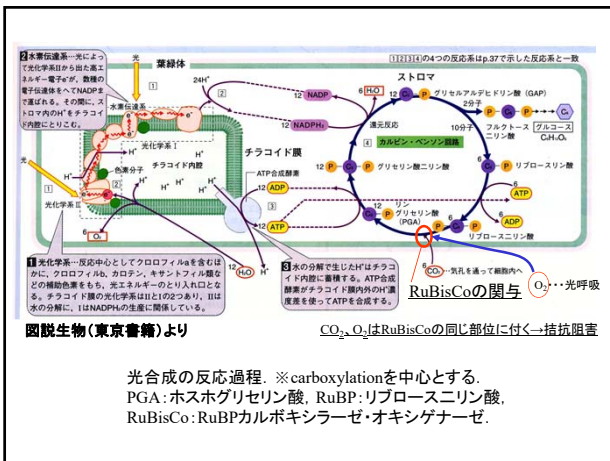 2 水素伝達系…光によっ
て光化学系Ⅱから出た高エ
ネルギー電子e⁻が、数種の
電子伝達体をへてNADPま
で運ばれる。その間に、スト
ロマ内のH⁺をチラコイド
内腔にとりこむ。
光
葉緑体
1234の4つの反応系はp.37で示した反応系と一致
ストロマ
1
水素伝達系
24H⁺
2
12 NADP
12 NADPH₂
6 H₂O
還元反応
12 C₃ P グリセルアルデヒドリン酸(GAP)
2分子
P C₆ P
C₆
10分子
フルクトース
二リン酸
グルコース
C₆H₁₂O₆
4
カルビン・ベンソン回路
光化学系Ⅰ
チラコイド膜
チラコイド内腔
光
色素分子
H⁺
ATP合成酵素
12 ADP
3
12 ATP
12 P C₃ P グリセリン酸二リン酸
6 C₅ P リブロースリン酸
6 ATP
6 ADP
リン
グリセリン酸
(PGA)
12 C₃ P
6 P C₅ P
リブロース二リン酸
1
光化学系Ⅱ
2
6 O₂
12 H₂O
H⁺
6 CO₂…気孔を通って細胞内へ
RuBisCoの関与
O₂…光呼吸
1 光化学系…反応中心としてクロロフィルaを含むほ
かに、クロロフィルb、カロテン、キサントフィル類など
の補助色素をもち、光エネルギーのとり入れ口とな
る。チラコイド膜の光化学系はⅡとⅠの2つがあり、Ⅱは
水の分解に、ⅠはNADPH₂の生産に関係している。
3 水の分解で生じたH⁺はチラコ
イド内腔に蓄積する。ATP合成
酵素がチラコイド膜内外のH⁺濃
度差を使ってATPを合成する。
図説生物(東京書籍)より
CO₂、O₂はRuBisCoの同じ部位に付く→拮抗阻害
光合成の反応過程. ※carboxylationを中心とする.
PGA:ホスホグリセリン酸, RuBP:リブロース二リン酸,
RuBisCo:RuBPカルボキシラーゼ・オキシゲナーゼ.